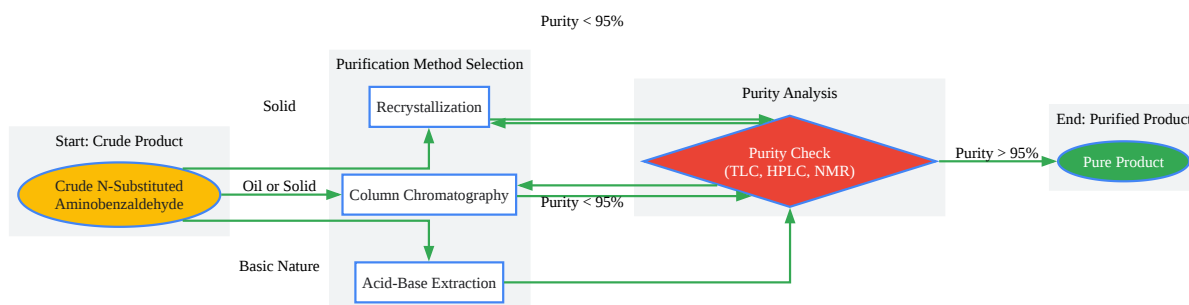 Purity < 95%
Purification Method Selection
Recrystallization
Purity Analysis
Solid
End: Purified Product
Start: Crude Product
Purity Check
(TLC, HPLC, NMR)
Purity > 95%
Pure Product
Crude N-Substituted
Aminobenzaldehyde
Oil or Solid
Column Chromatography
Purity < 95%
Basic Nature
Acid-Base Extraction